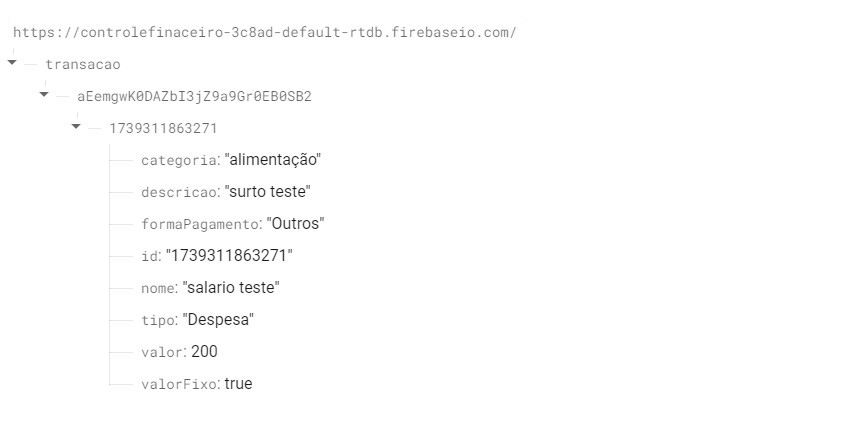 https://controlefinaceiro-3c8ad-default-rtdb.firebaseio.com/
transacao
aEemgwK0DAZbI3jZ9a9Gr0EB0SB2
1739311863271
categoria: "alimentação"
descricao: "surto teste"
formaPagamento: "Outros"
id: "1739311863271"
nome: "salario teste"
tipo: "Despesa"
valor: 200
valorFixo: true